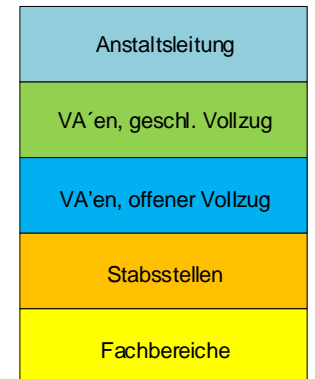 Anstaltsleitung
VA´en, geschl. Vollzug
VA’en, offener Vollzug
Stabsstellen
Fachbereiche